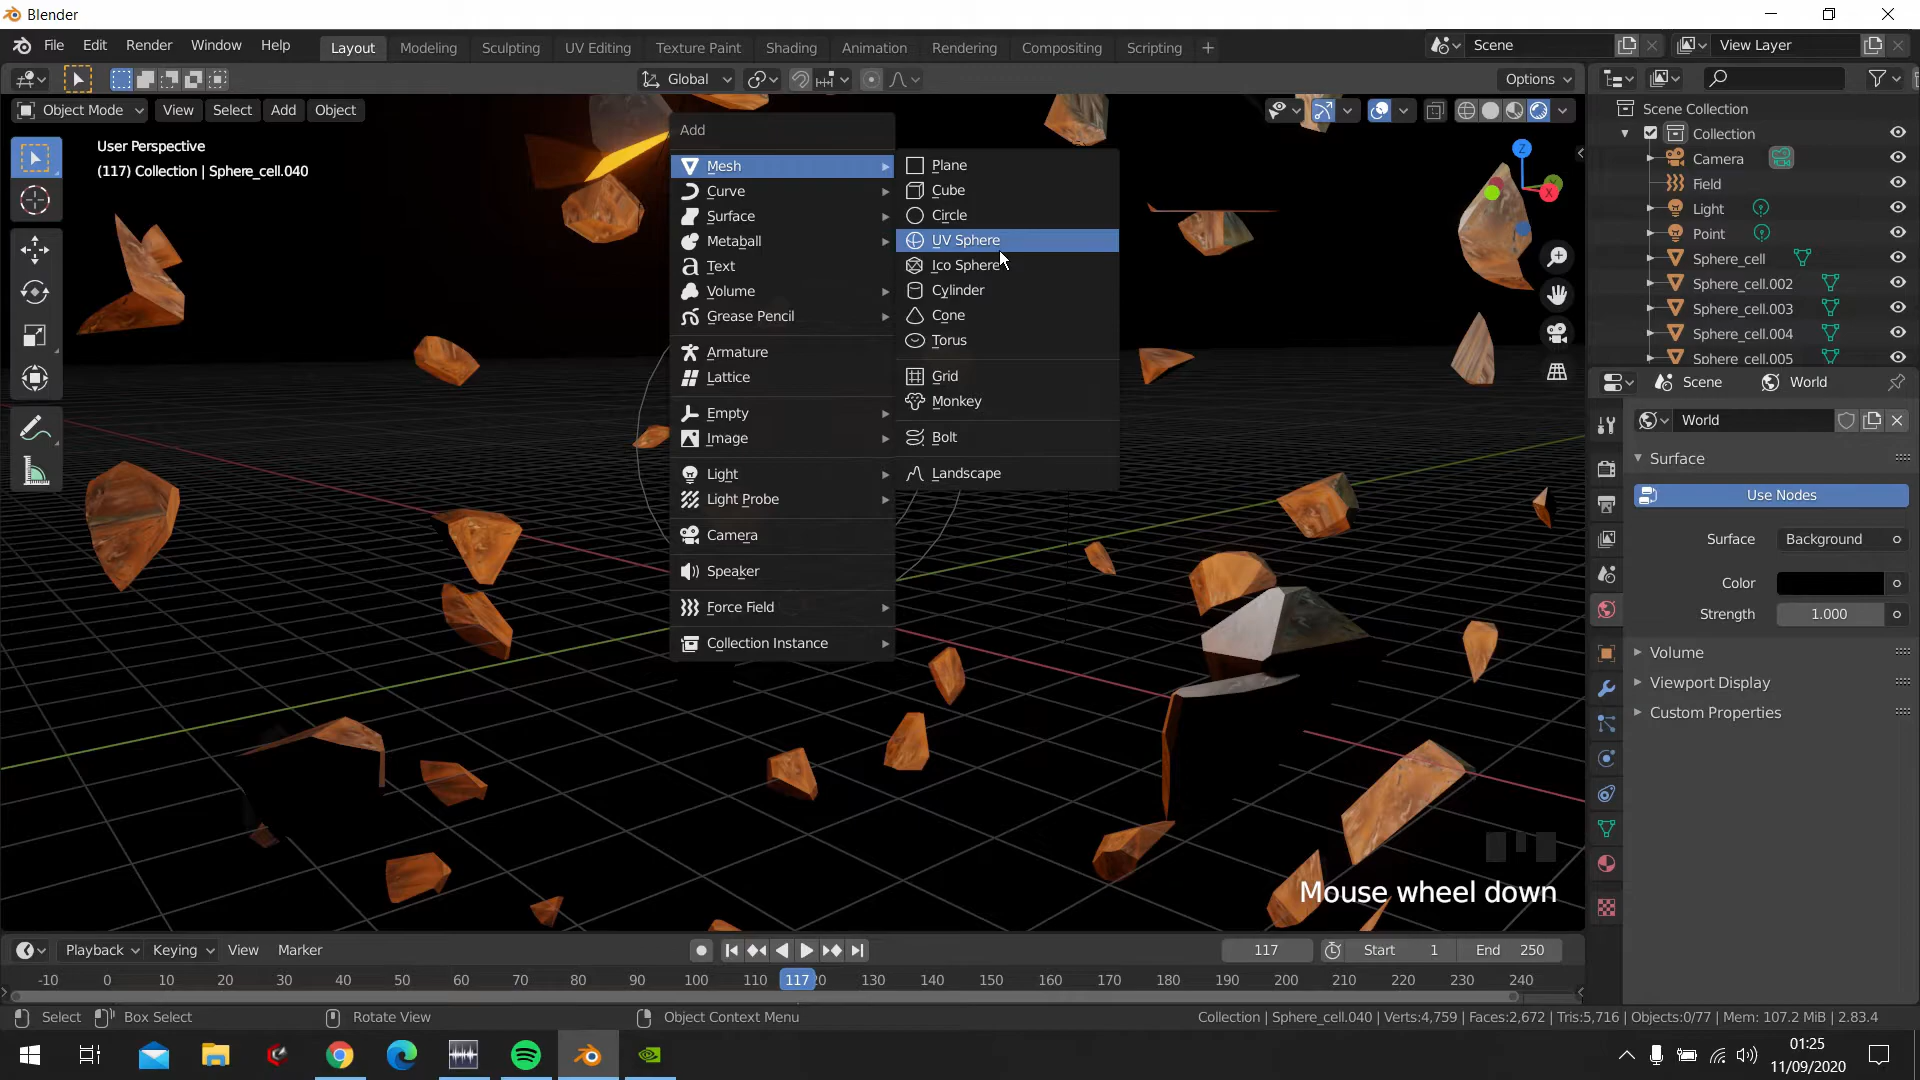 Blender
File Edit Render Window Help Layout Modeling Sculpting UV Editing Texture Paint Shading Animation Rendering Compositing Scripting + Scene View Layer
Global Options
Object Mode View Select Add Object
User Perspective
(117) Collection | Sphere_cell.040
Add
Mesh
Curve
Surface
Metaball
Text
Volume
Grease Pencil
Armature
Lattice
Empty
Image
Light
Light Probe
Camera
Speaker
Force Field
Collection Instance
Plane
Cube
Circle
UV Sphere
Ico Sphere
Cylinder
Cone
Torus
Grid
Monkey
Bolt
Landscape
Z
X
Mouse wheel down
Scene Collection
Collection
Camera
Field
Light
Point
Sphere_cell
Sphere_cell.002
Sphere_cell.003
Sphere_cell.004
Sphere_cell.005
Scene World
World
Surface
Use Nodes
Surface Background
Color
Strength 1.000
Volume
Viewport Display
Custom Properties
Playback Keying View Marker 117 Start 1 End 250
-10 0 10 20 30 40 50 60 70 80 90 100 110 117 130 140 150 160 170 180 190 200 210 220 230 240
Select Box Select Rotate View Object Context Menu Collection | Sphere_cell.040 | Verts:4,759 | Faces:2,672 | Tris:5,716 | Objects:0/77 | Mem: 107.2 MiB | 2.83.4
01:25
11/09/2020